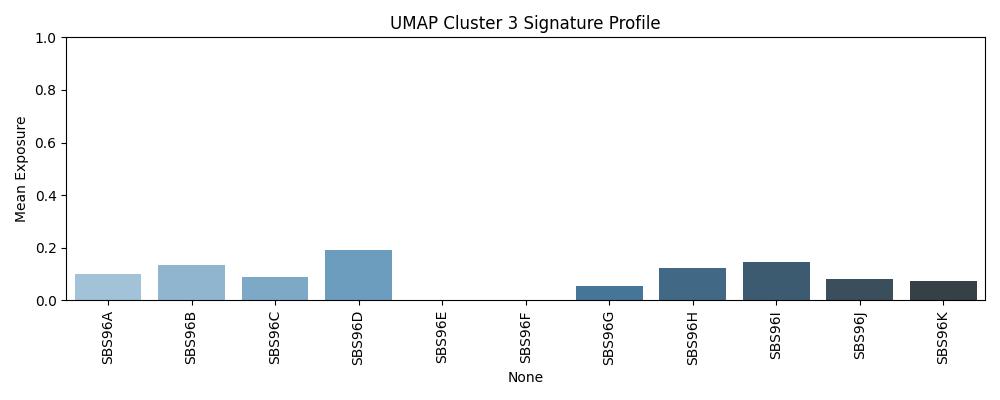 UMAP Cluster 3 Signature Profile
Mean Exposure
1.0
0.8
0.6
0.4
0.2
0.0
SBS96A
SBS96B
SBS96C
SBS96D
SBS96E
SBS96F
SBS96G
SBS96H
SBS96I
SBS96J
SBS96K
None